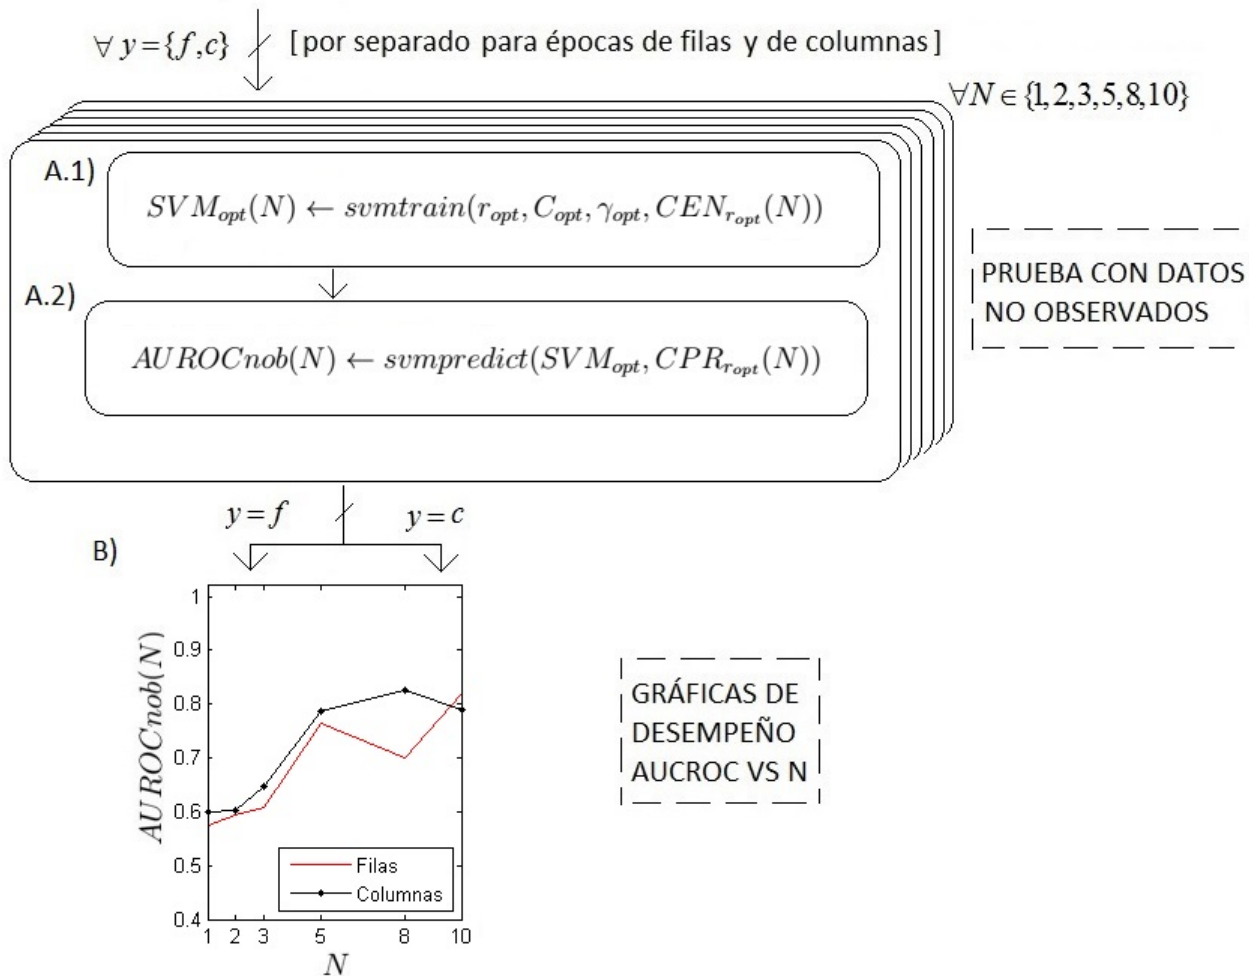 ∀ y={f,c} [por separado para épocas de filas y de columnas]
∀N ∈ {1,2,3,5,8,10}
A.1)
SVM_opt(N) ← svmtrain(r_opt, C_opt, γ_opt, CEN_r_opt(N))
A.2)
AUROCnob(N) ← svmpredict(SVM_opt, CPR_r_opt(N))
PRUEBA CON DATOS
NO OBSERVADOS
y=f y=c
B)
AUROCnob(N)
1
0.9
0.8
0.7
0.6
0.5
0.4
Filas
Columnas
1 2 3 5 8 10
N
GRÁFICAS DE
DESEMPEÑO
AUCROC VS N